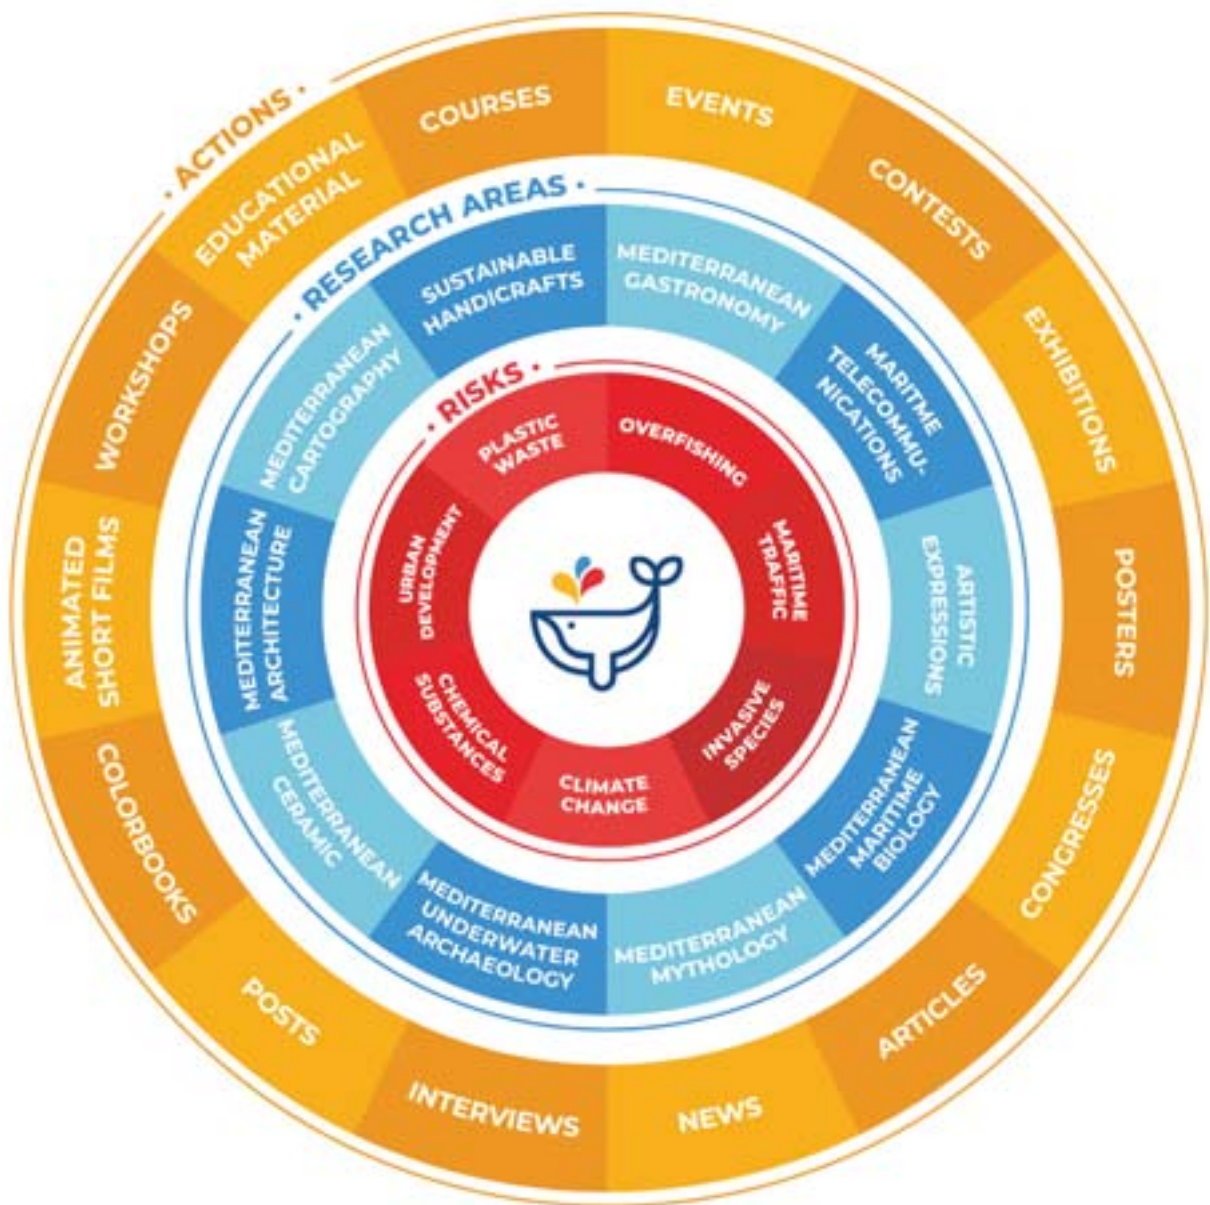 · ACTIONS ·
EVENTS
CONTESTS
EXHIBITIONS
POSTERS
CONGRESSES
ARTICLES
NEWS
INTERVIEWS
POSTS
COLORBOOKS
ANIMATED
SHORT FILMS
WORKSHOPS
EDUCATIONAL
MATERIAL
COURSES
· RESEARCH AREAS ·
MEDITERRANEAN
GASTRONOMY
MARITME
TELECOMMU-
NICATIONS
ARTISTIC
EXPRESSIONS
MEDITERRANEAN
MARITIME
BIOLOGY
MEDITERRANEAN
MYTHOLOGY
MEDITERRANEAN
UNDERWATER
ARCHAEOLOGY
MEDITERRANEAN
CERAMIC
MEDITERRANEAN
ARCHITECTURE
MEDITERRANEAN
CARTOGRAPHY
SUSTAINABLE
HANDICRAFTS
· RISKS ·
OVERFISHING
MARITIME
TRAFFIC
INVASIVE
SPECIES
CLIMATE
CHANGE
CHEMICAL
SUBSTANCES
URBAN
DEVELOPMENT
PLASTIC
WASTE